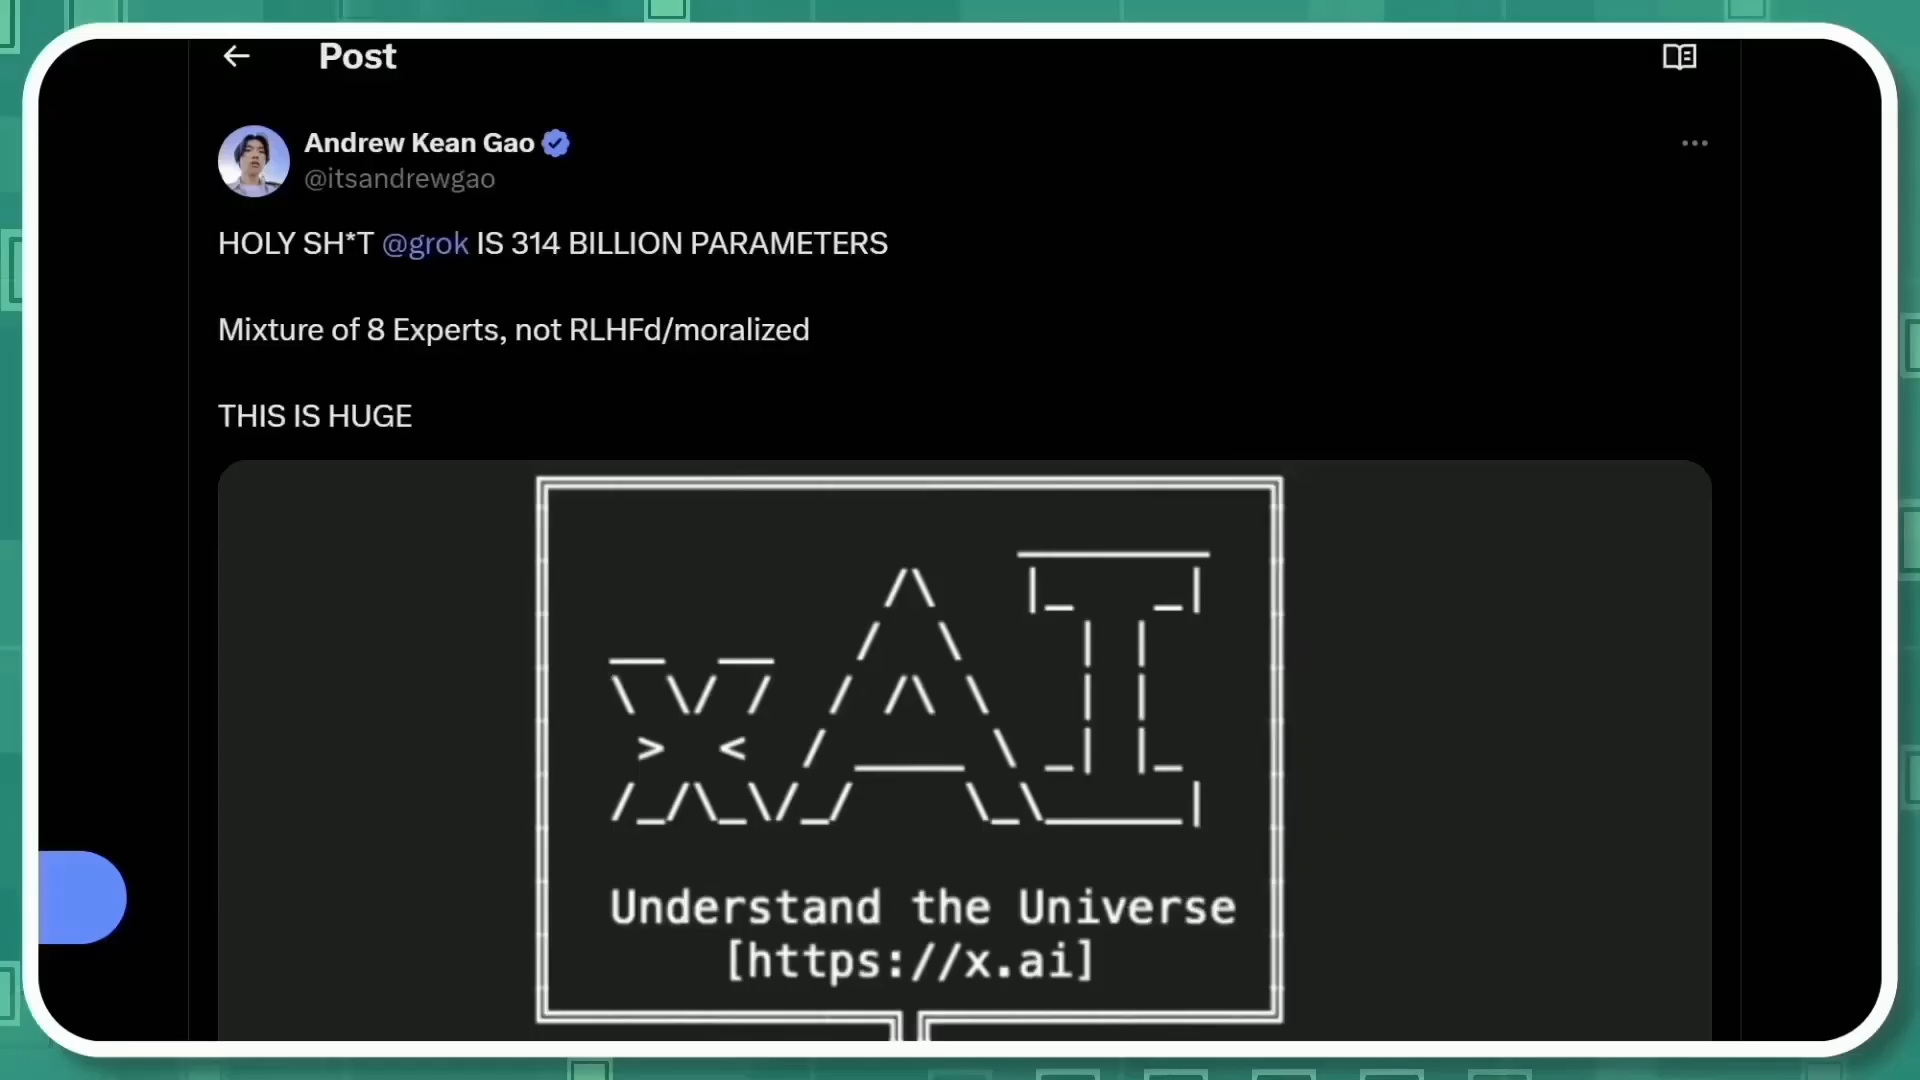 Post
Andrew Kean Gao
@itsandrewgao
HOLY SH*T @grok IS 314 BILLION PARAMETERS
Mixture of 8 Experts, not RLHFd/moralized
THIS IS HUGE
xAI
Understand the Universe
[https://x.ai]